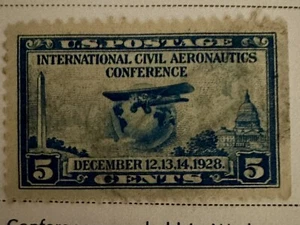 U.S. POSTAGE
INTERNATIONAL CIVIL AERONAUTICS
CONFERENCE
5 5
DECEMBER 12.13.14,1928.
CENTS